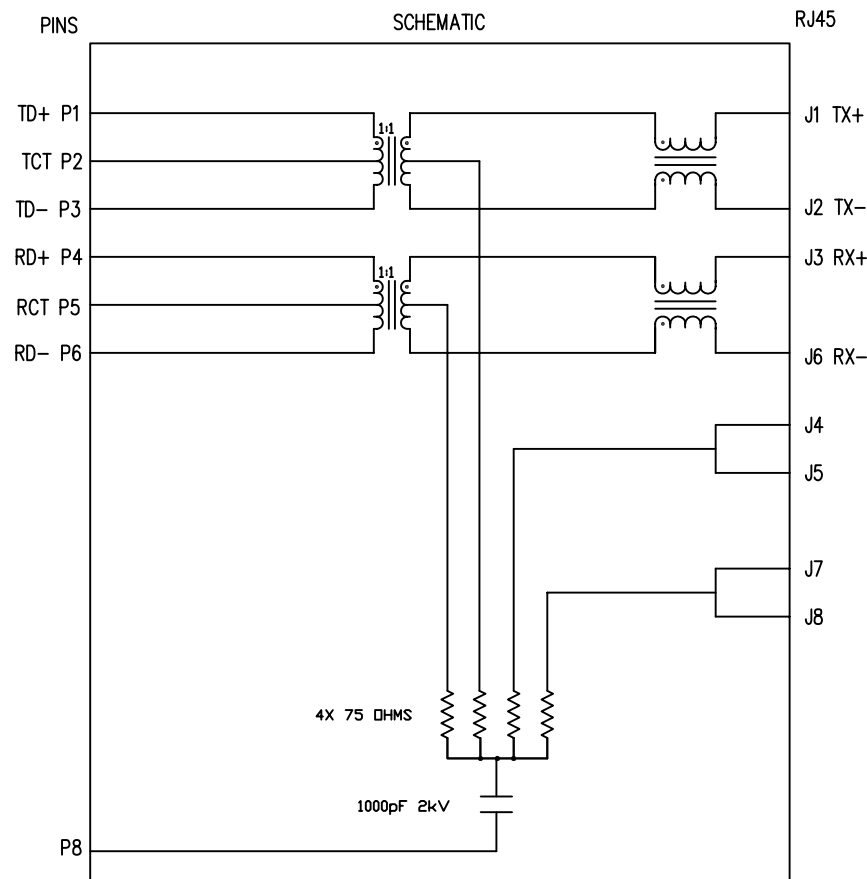 PINS SCHEMATIC RJ45
TD+ P1 1:1 J1 TX+
TCT P2
TD- P3 J2 TX-
RD+ P4 1:1 J3 RX+
RCT P5
RD- P6 J6 RX-
J4
J5
J7
J8
4X 75 OHMS
1000pF 2kV
P8